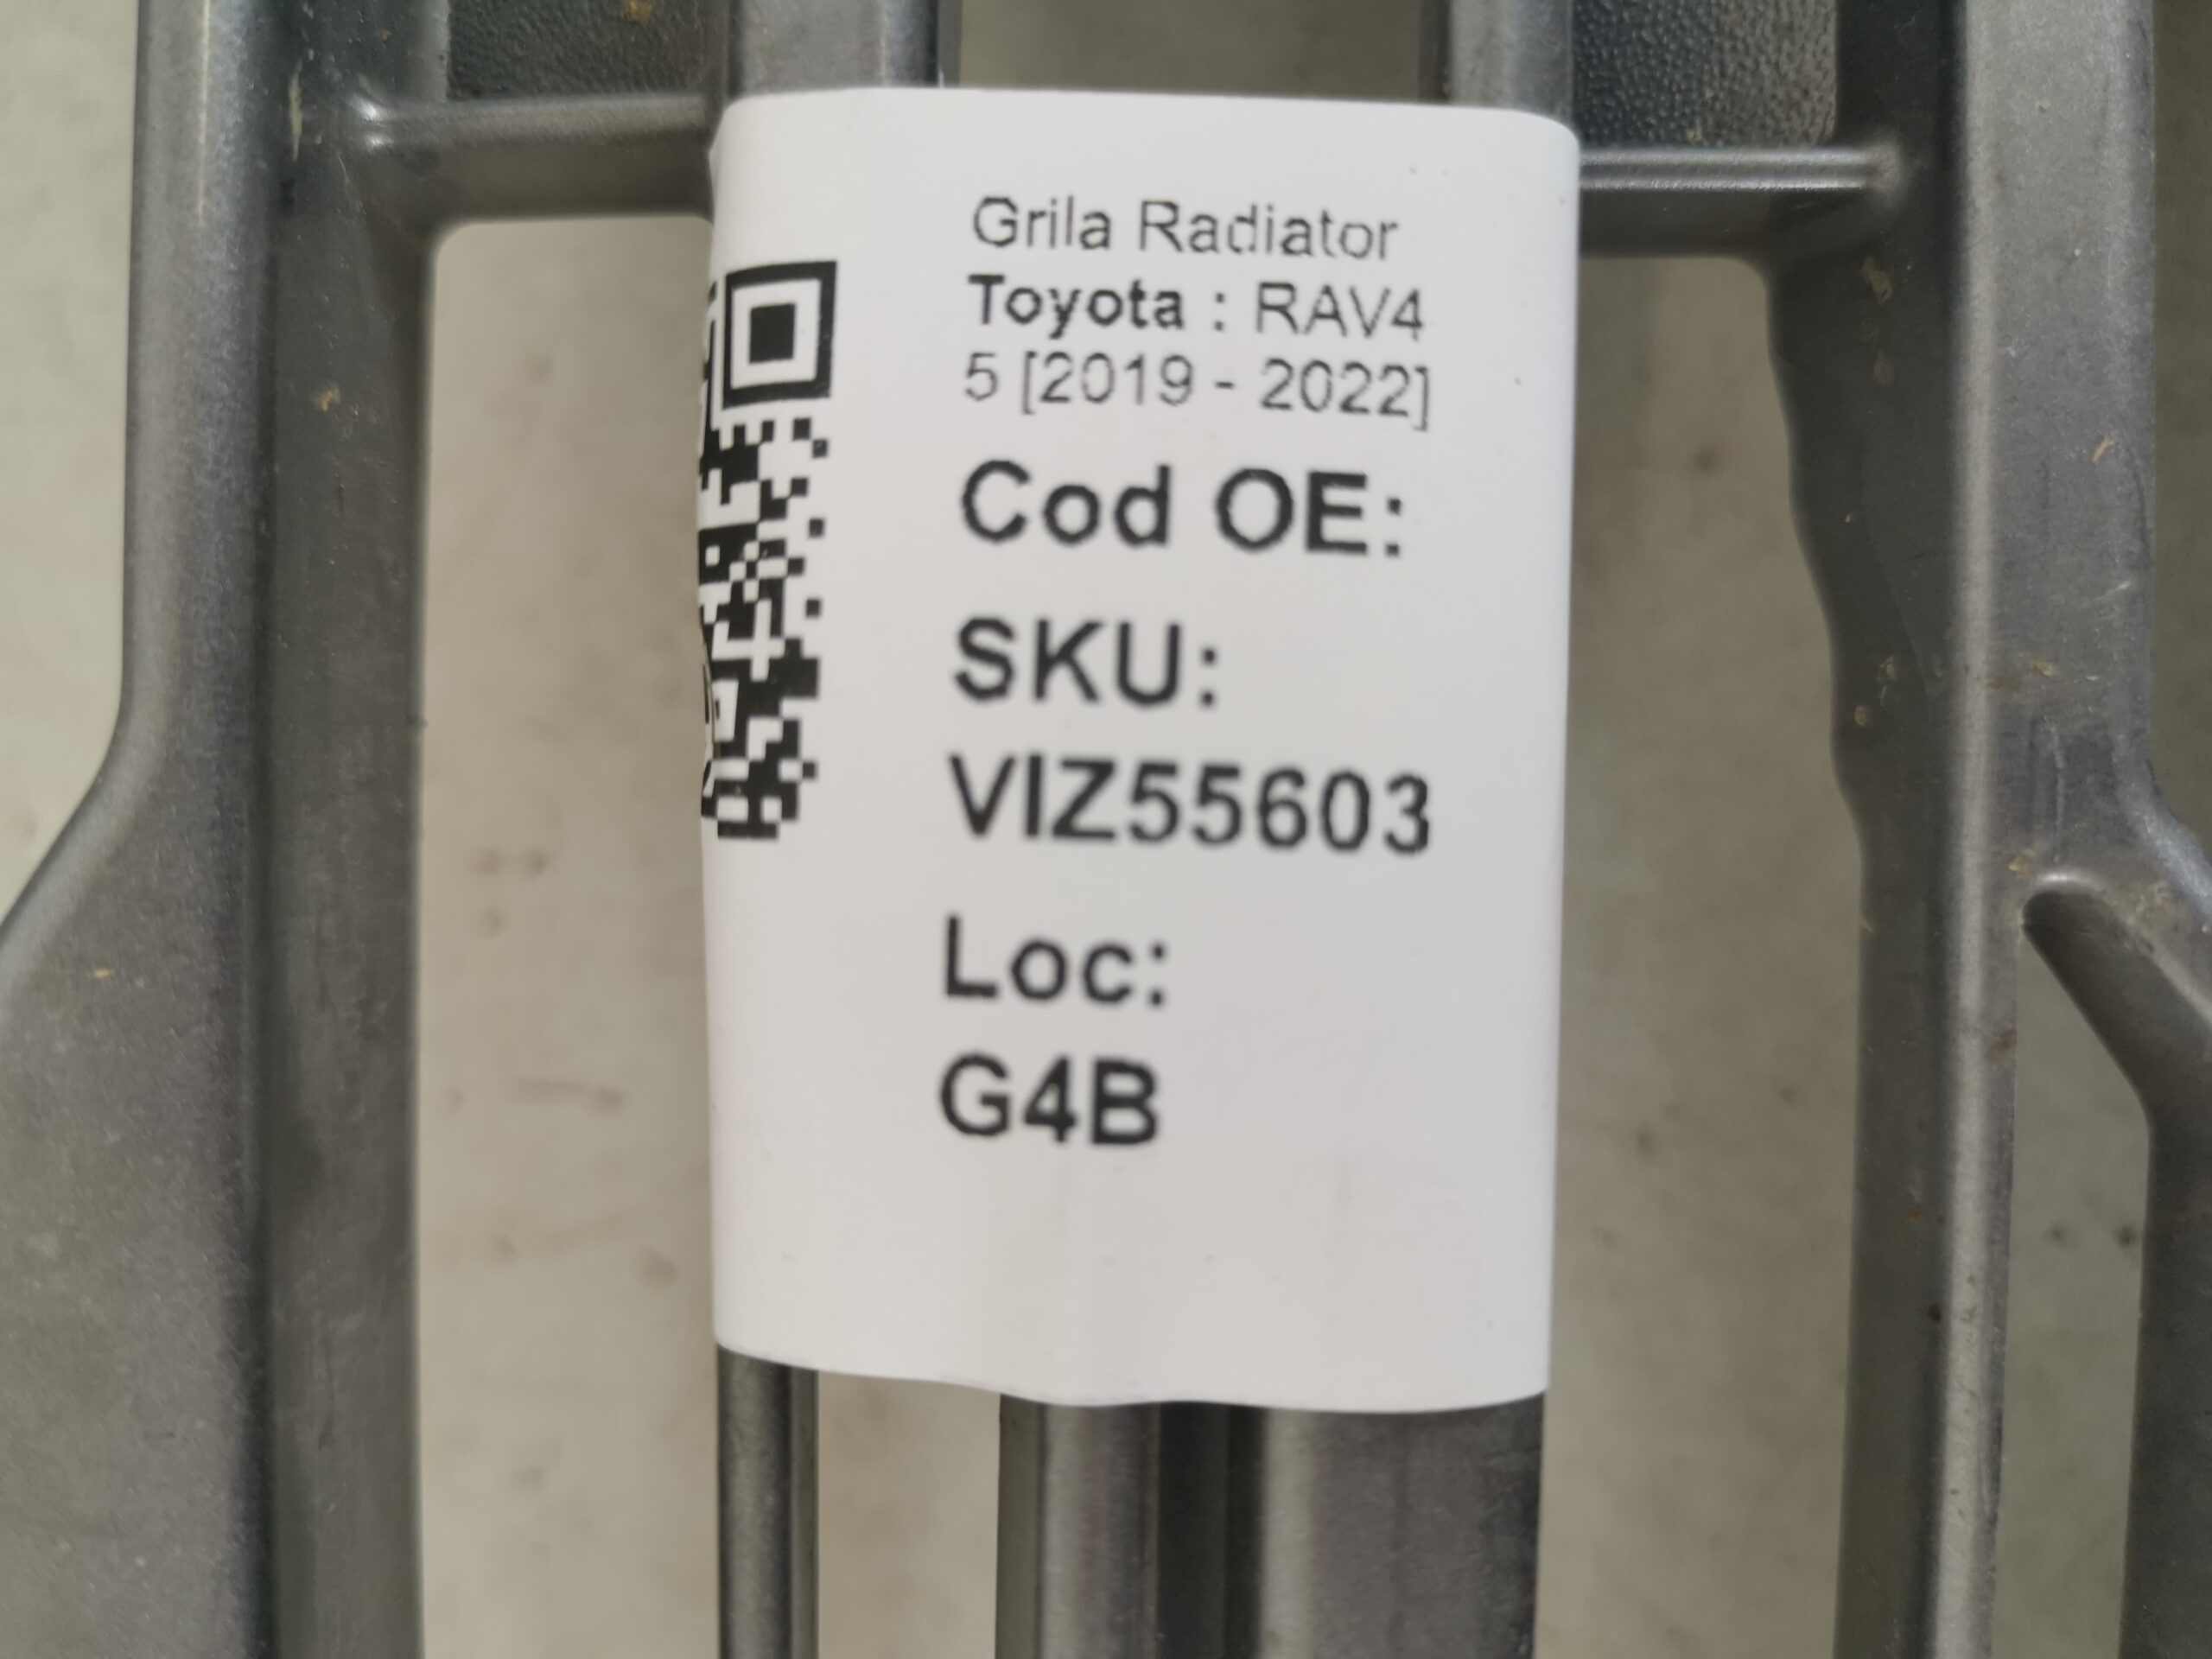 Grila Radiator
Toyota : RAV4
5 [2019 - 2022]
Cod OE:
SKU:
VIZ55603
Loc:
G4B